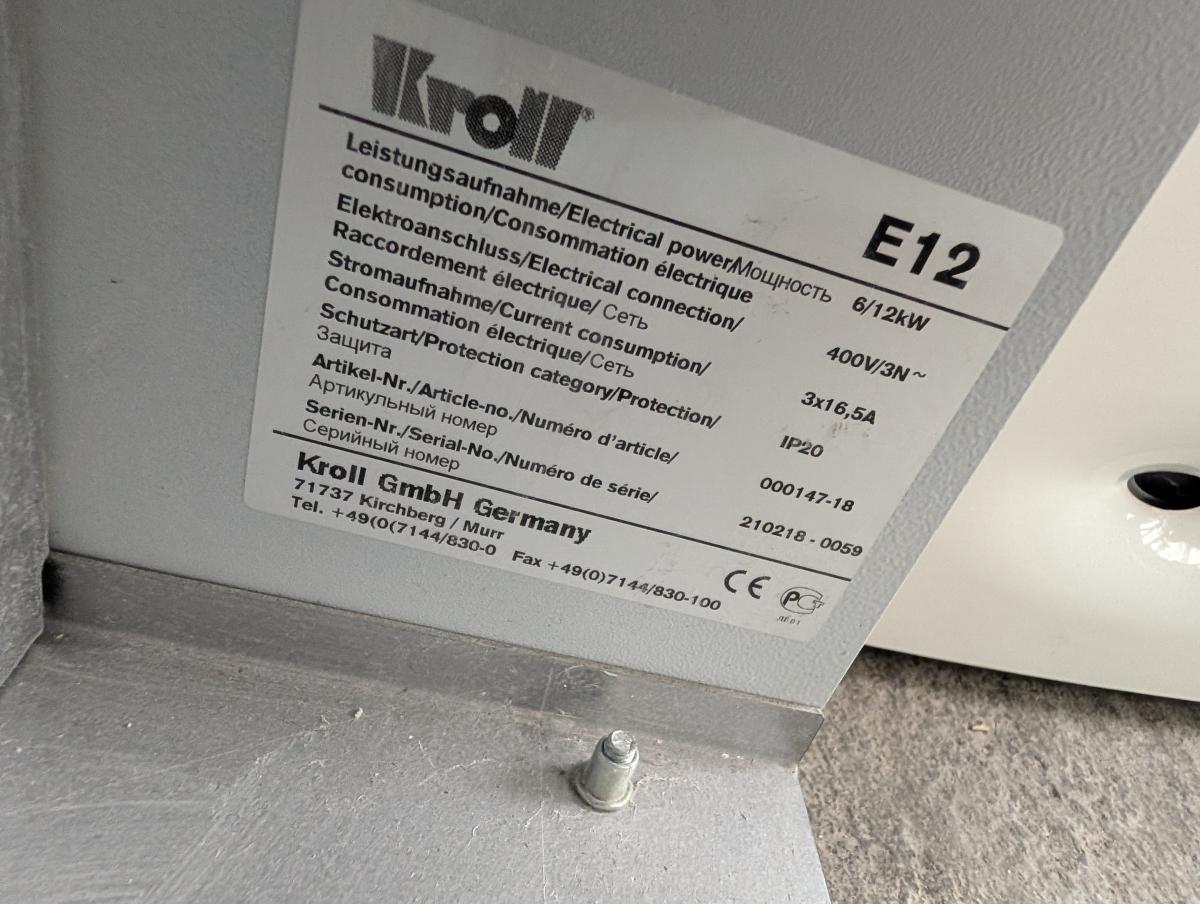 Kroll®
E12
Leistungsaufnahme/Electrical power/Мощность 6/12kW
consumption/Consommation électrique
Elektroanschluss/Electrical connection/ 400V/3N~
Raccordement électrique/ Сеть
Stromaufnahme/Current consumption/ 3x16,5A
Consommation électrique/Сеть
Schutzart/Protection category/Protection/ IP20
Защита
Artikel-Nr./Article-no./Numéro d'article/ 000147-18
Артикульный номер
Serien-Nr./Serial-No./Numéro de série/ 210218 - 0059
Серийный номер
Kroll GmbH Germany
71737 Kirchberg / Murr
Tel. +49(0(7144/830-0 Fax +49(0)7144/830-100
CE